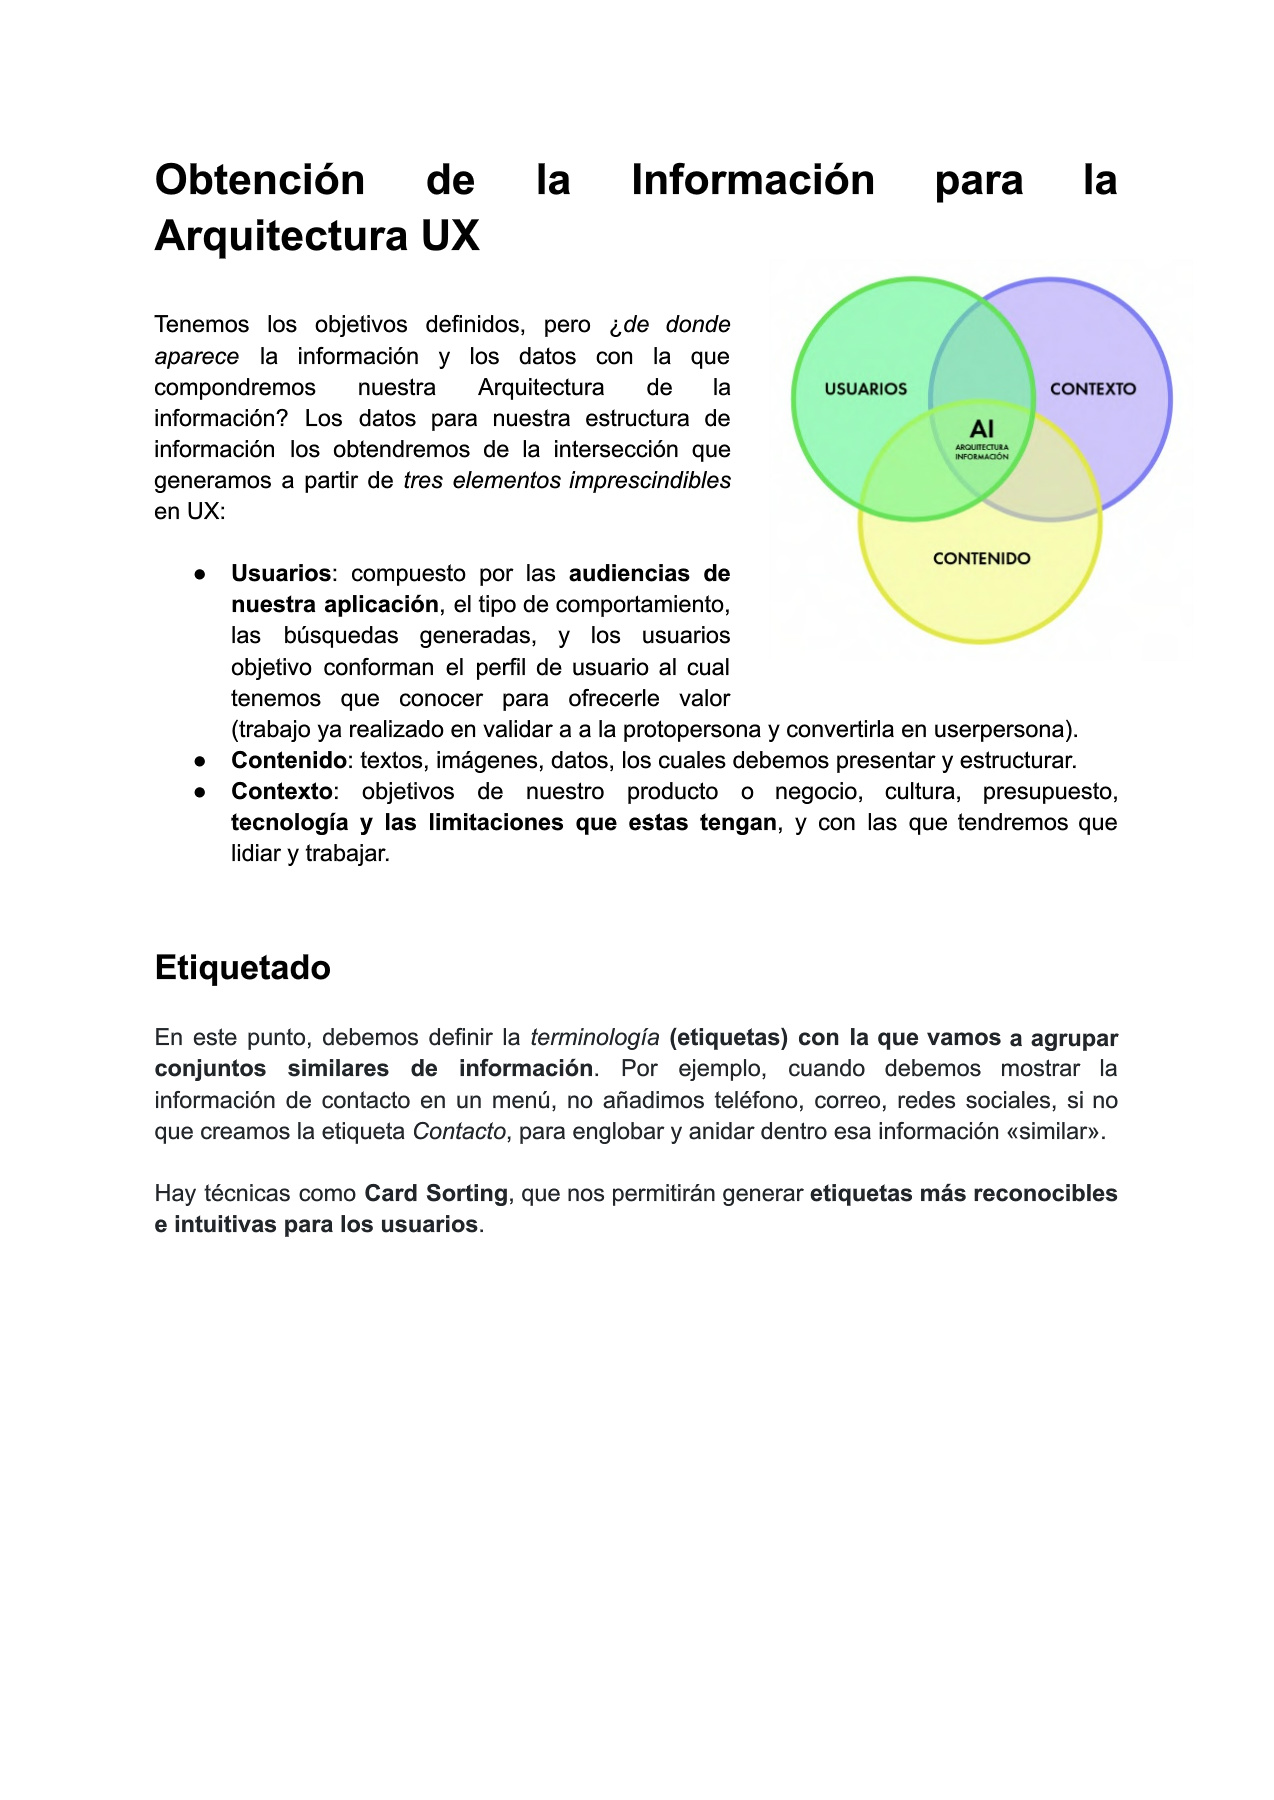 Obtención de la Información para la
Arquitectura UX
Tenemos los objetivos definidos, pero ¿de donde
aparece la información y los datos con la que
compondremos nuestra Arquitectura de la
información? Los datos para nuestra estructura de
información los obtendremos de la intersección que
generamos a partir de tres elementos imprescindibles
en UX:
USUARIOS
CONTEXTO
AI
ARQUITECTURA
INFORMACIÓN
CONTENIDO
● Usuarios: compuesto por las audiencias de
nuestra aplicación, el tipo de comportamiento,
las búsquedas generadas, y los usuarios
objetivo conforman el perfil de usuario al cual
tenemos que conocer para ofrecerle valor
(trabajo ya realizado en validar a a la protopersona y convertirla en userpersona).
● Contenido: textos, imágenes, datos, los cuales debemos presentar y estructurar.
● Contexto: objetivos de nuestro producto o negocio, cultura, presupuesto,
tecnología y las limitaciones que estas tengan, y con las que tendremos que
lidiar y trabajar.
Etiquetado
En este punto, debemos definir la terminología (etiquetas) con la que vamos a agrupar
conjuntos similares de información. Por ejemplo, cuando debemos mostrar la
información de contacto en un menú, no añadimos teléfono, correo, redes sociales, si no
que creamos la etiqueta Contacto, para englobar y anidar dentro esa información «similar».
Hay técnicas como Card Sorting, que nos permitirán generar etiquetas más reconocibles
e intuitivas para los usuarios.